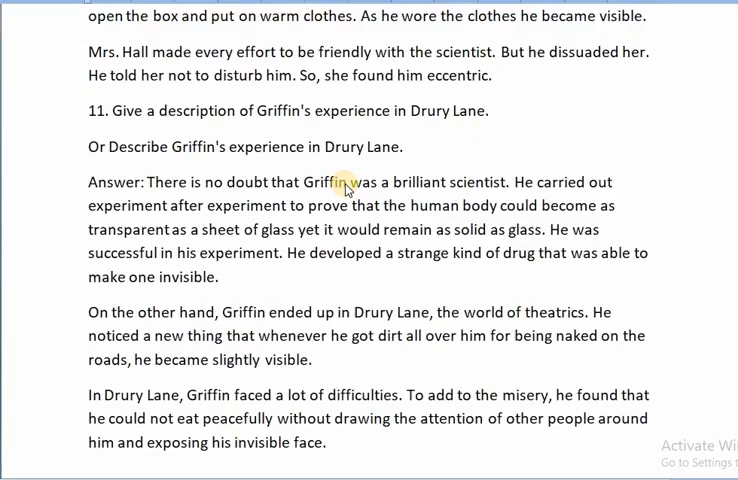 open the box and put on warm clothes. As he wore the clothes he became visible.
Mrs. Hall made every effort to be friendly with the scientist. But he dissuaded her.
He told her not to disturb him. So, she found him eccentric.
11. Give a description of Griffin's experience in Drury Lane.
Or Describe Griffin's experience in Drury Lane.
Answer: There is no doubt that Griffin was a brilliant scientist. He carried out
experiment after experiment to prove that the human body could become as
transparent as a sheet of glass yet it would remain as solid as glass. He was
successful in his experiment. He developed a strange kind of drug that was able to
make one invisible.
On the other hand, Griffin ended up in Drury Lane, the world of theatrics. He
noticed a new thing that whenever he got dirt all over him for being naked on the
roads, he became slightly visible.
In Drury Lane, Griffin faced a lot of difficulties. To add to the misery, he found that
he could not eat peacefully without drawing the attention of other people around
him and exposing his invisible face.
Activate Wi
Go to Settings t